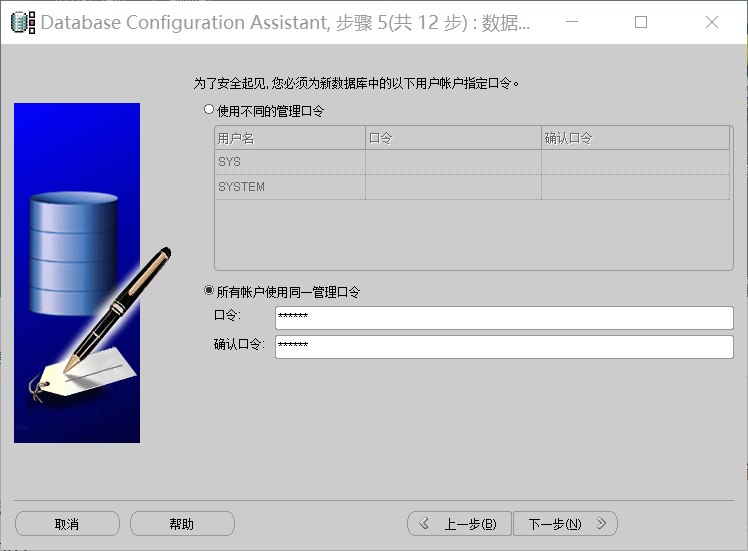 Database Configuration Assistant, 步骤 5(共 12 步) : 数据...
为了安全起见, 您必须为新数据库中的以下用户帐户指定口令。
使用不同的管理口令
用户名 口令 确认口令
SYS
SYSTEM
所有帐户使用同一管理口令
口令: ******
确认口令: ******
取消 帮助 上一步(B) 下一步(N)